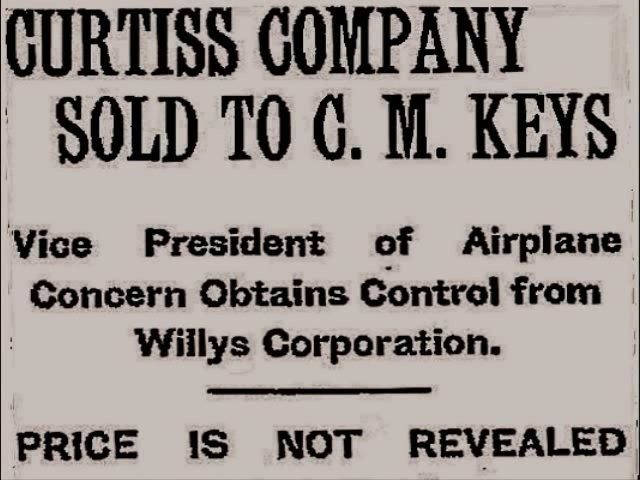 CURTISS COMPANY
SOLD TO C. M. KEYS
Vice President of Airplane
Concern Obtains Control from
Willys Corporation.
PRICE IS NOT REVEALED